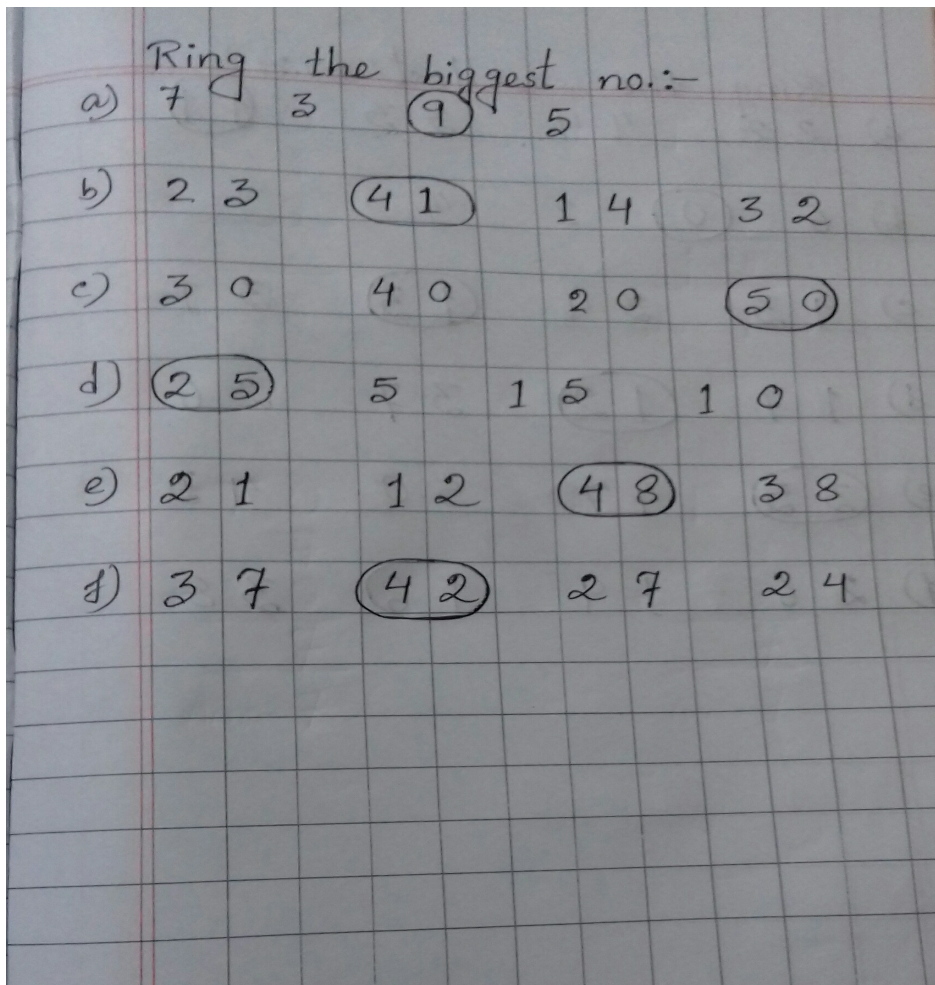 Ring the biggest no.:-
a) 7 3 9 5
b) 23 41 14 32
c) 30 40 20 50
d) 25 5 15 10
e) 21 12 48 38
f) 37 42 27 24